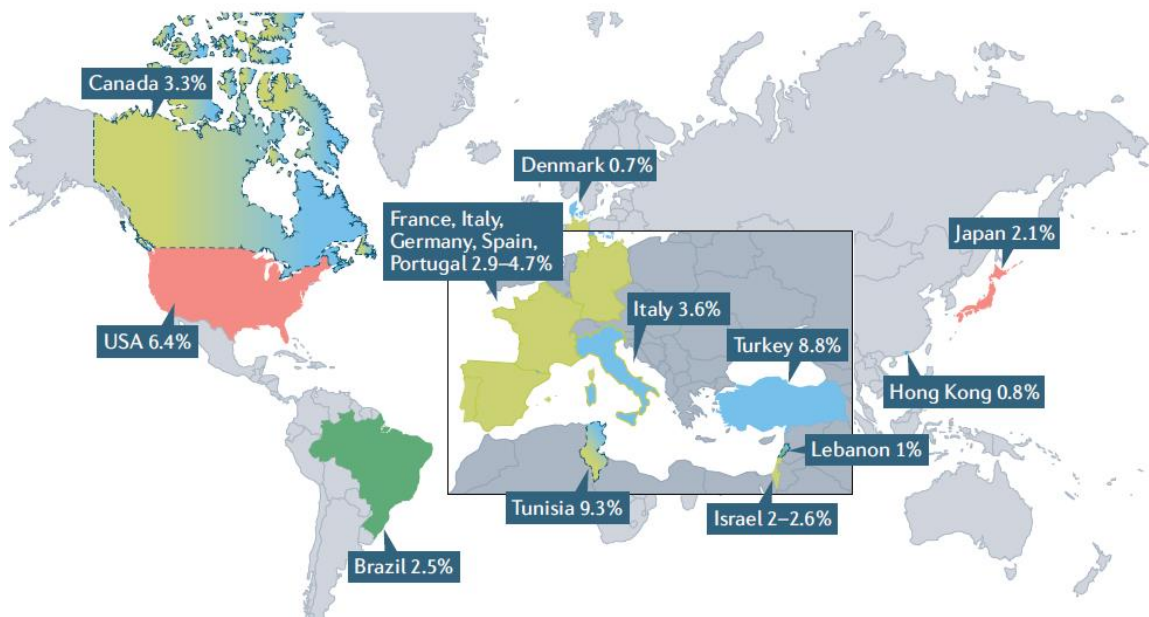 Canada 3.3%
Denmark 0.7%
France, Italy,
Germany, Spain,
Portugal 2.9–4.7%
Japan 2.1%
Italy 3.6%
USA 6.4%
Turkey 8.8%
Hong Kong 0.8%
Lebanon 1%
Tunisia 9.3%
Israel 2–2.6%
Brazil 2.5%